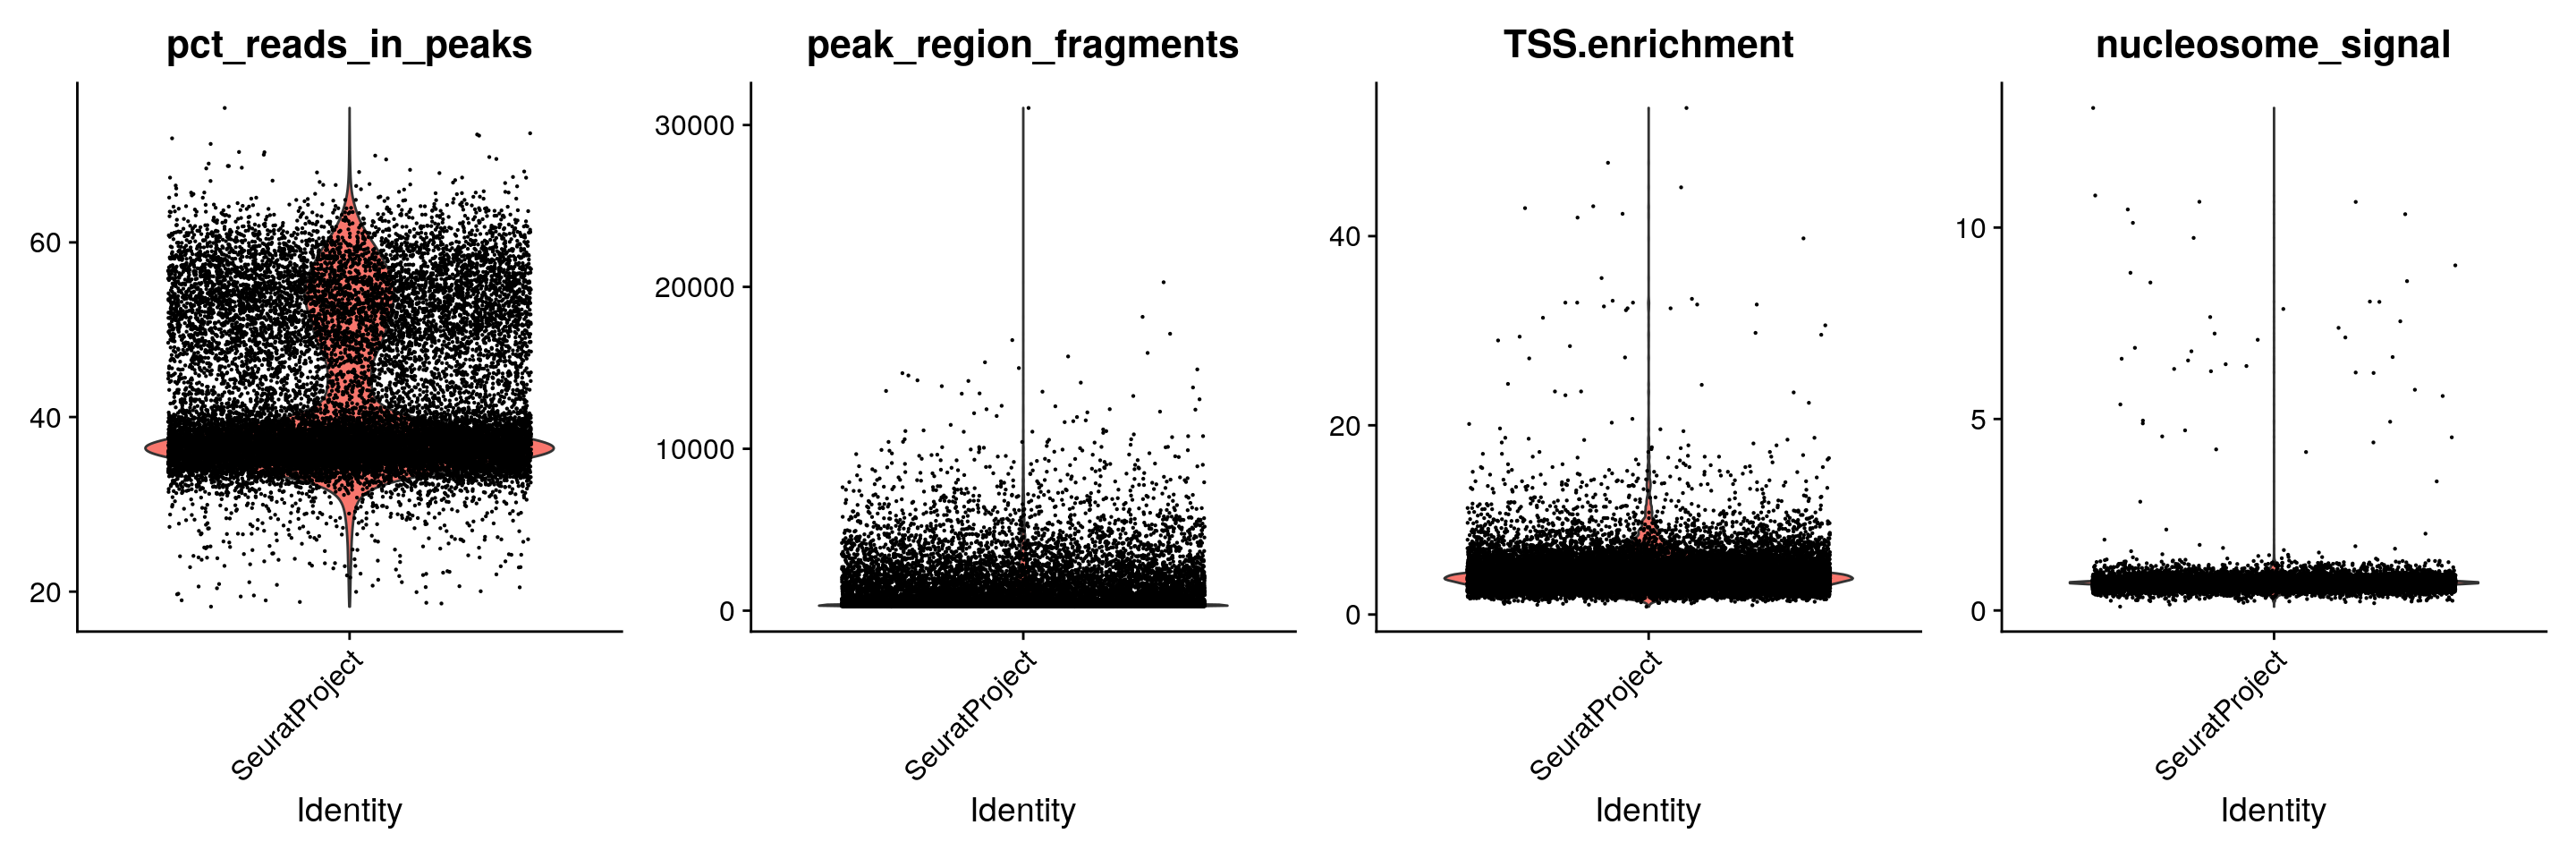 pct_reads_in_peaks
60
40
20
SeuratProject
Identity
peak_region_fragments
30000
20000
10000
0
SeuratProject
Identity
TSS.enrichment
40
20
0
SeuratProject
Identity
nucleosome_signal
10
5
0
SeuratProject
Identity